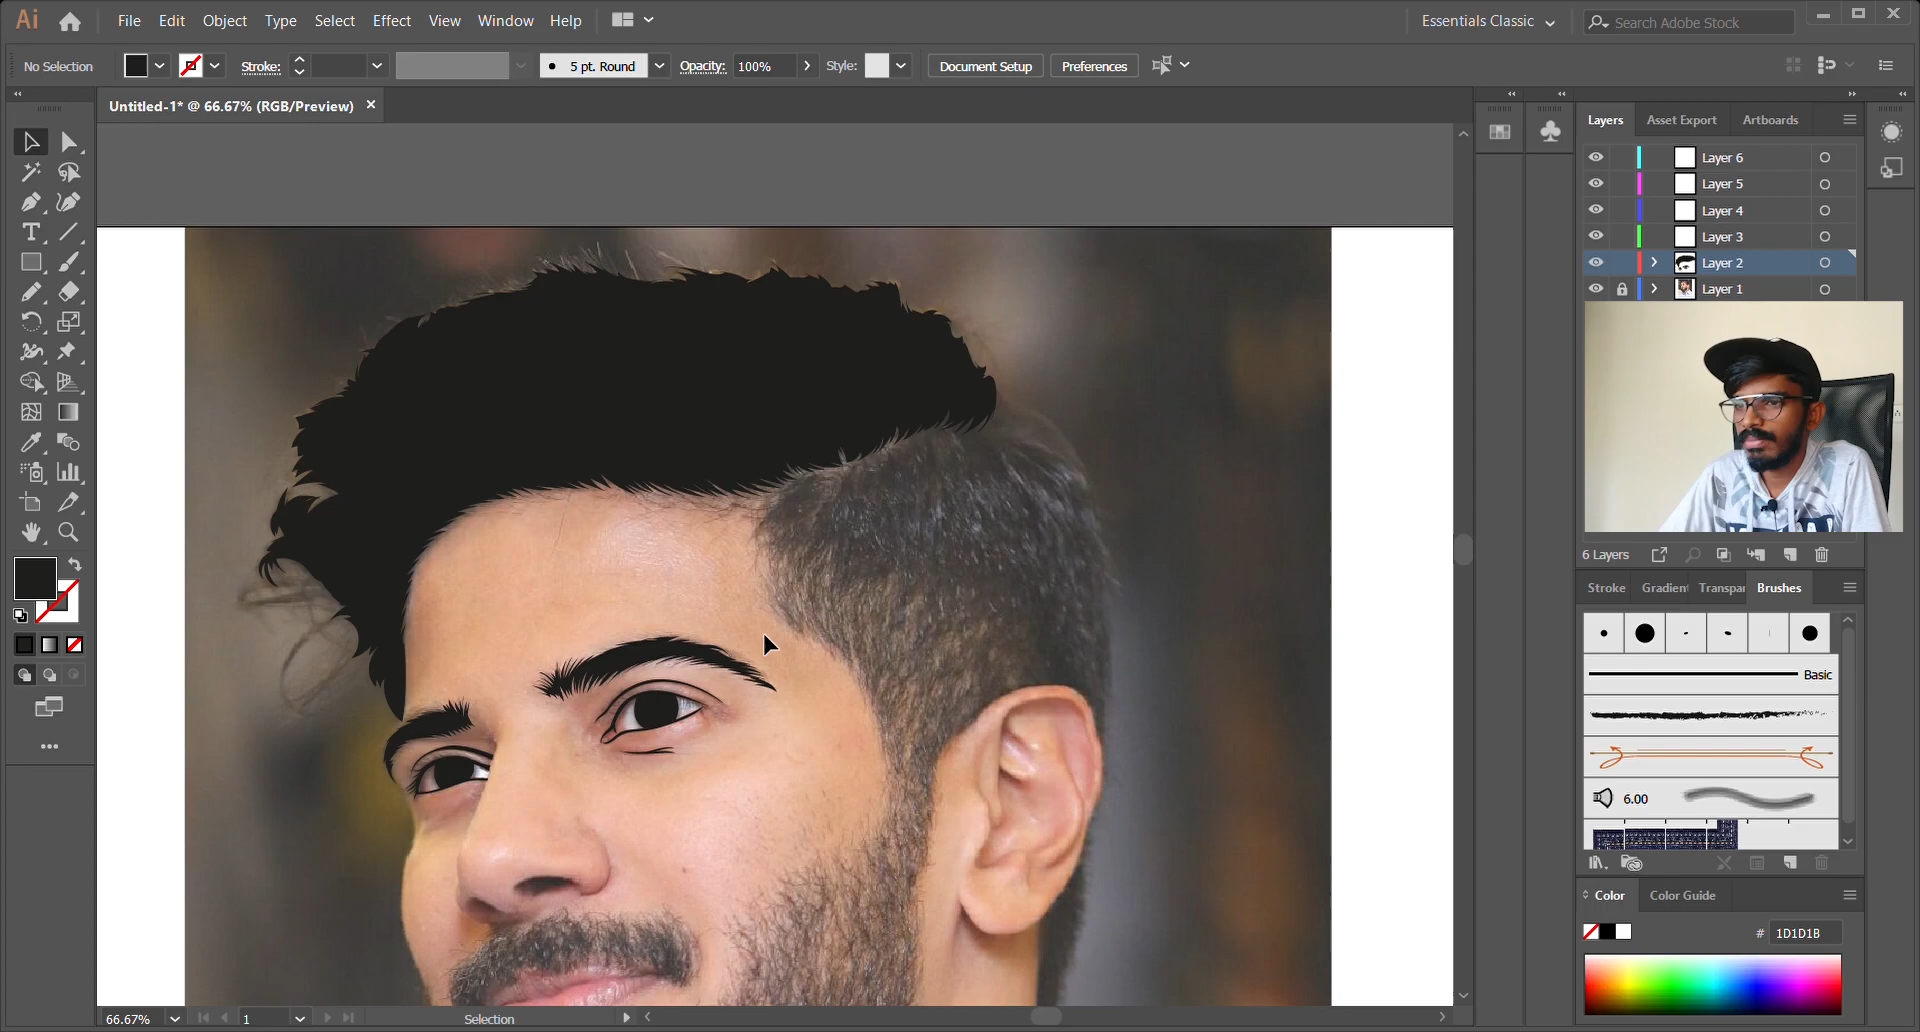 Ai File Edit Object Type Select Effect View Window Help Essentials Classic Search Adobe Stock
No Selection Stroke: 5 pt. Round Opacity: 100% Style: Document Setup Preferences
Untitled-1* @ 66.67% (RGB/Preview)
Layers Asset Export Artboards
Layer 6
Layer 5
Layer 4
Layer 3
Layer 2
Layer 1
6 Layers
Stroke Gradient Transpar Brushes
Basic
6.00
Color Color Guide
# 1D1D1B
66.67% 1 Selection